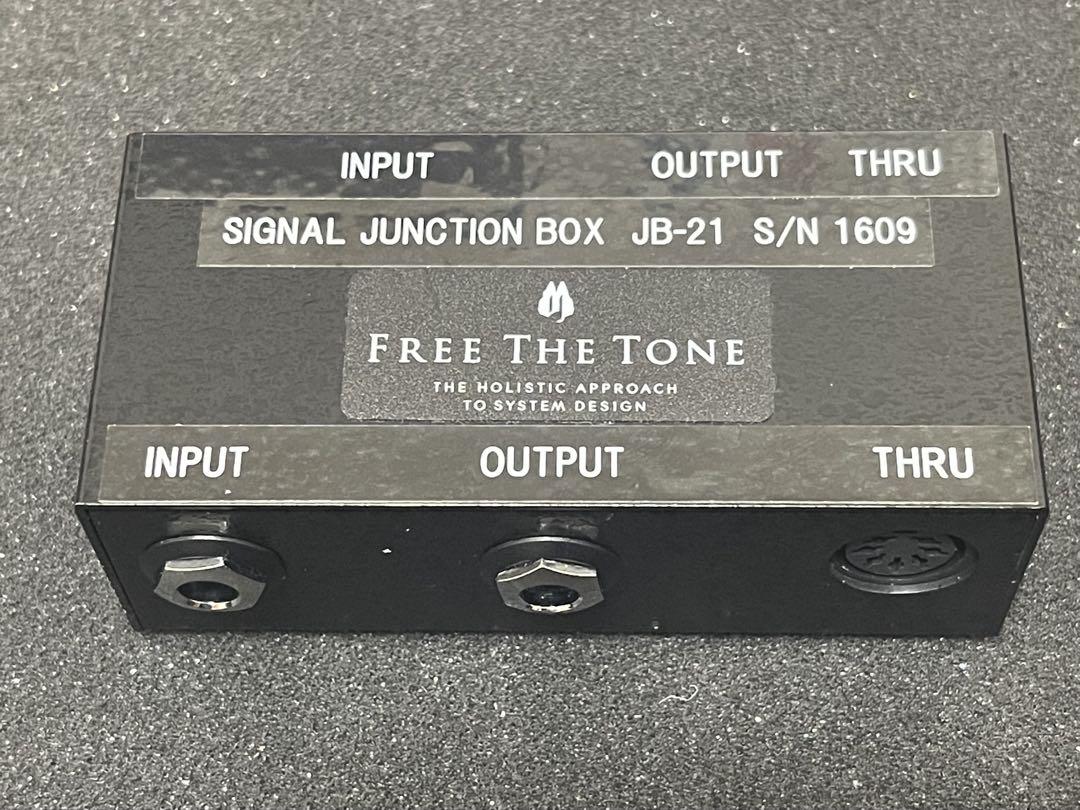 INPUT OUTPUT THRU
SIGNAL JUNCTION BOX JB-21 S/N 1609
FREE THE TONE
THE HOLISTIC APPROACH
TO SYSTEM DESIGN
INPUT OUTPUT THRU